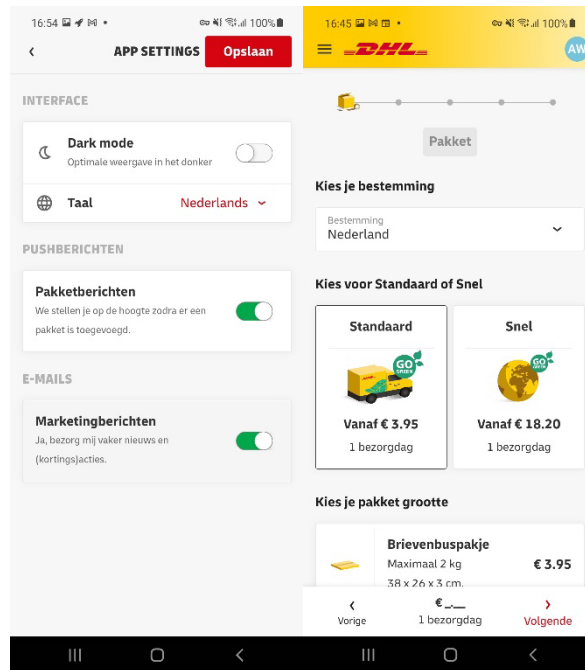 16:54
100%
APP SETTINGS
Opslaan
INTERFACE
Dark mode
Optimale weergave in het donker
Taal
Nederlands
PUSHBERICHTEN
Pakketberichten
We stellen je op de hoogte zodra er een
pakket is toegevoegd.
E-MAILS
Marketingberichten
Ja, bezorg mij vaker nieuws en
(kortings)acties.
16:45
100%
DHL
AW
Pakket
Kies je bestemming
Bestemming
Nederland
Kies voor Standaard of Snel
Standaard
GO
GREEN
Vanaf € 3.95
1 bezorgdag
Snel
GO
GREEN
Vanaf € 18.20
1 bezorgdag
Kies je pakket grootte
Brievenbuspakje
Maximaal 2 kg
€ 3.95
38 x 26 x 3 cm.
Vorige
€ _.__
1 bezorgdag
Volgende